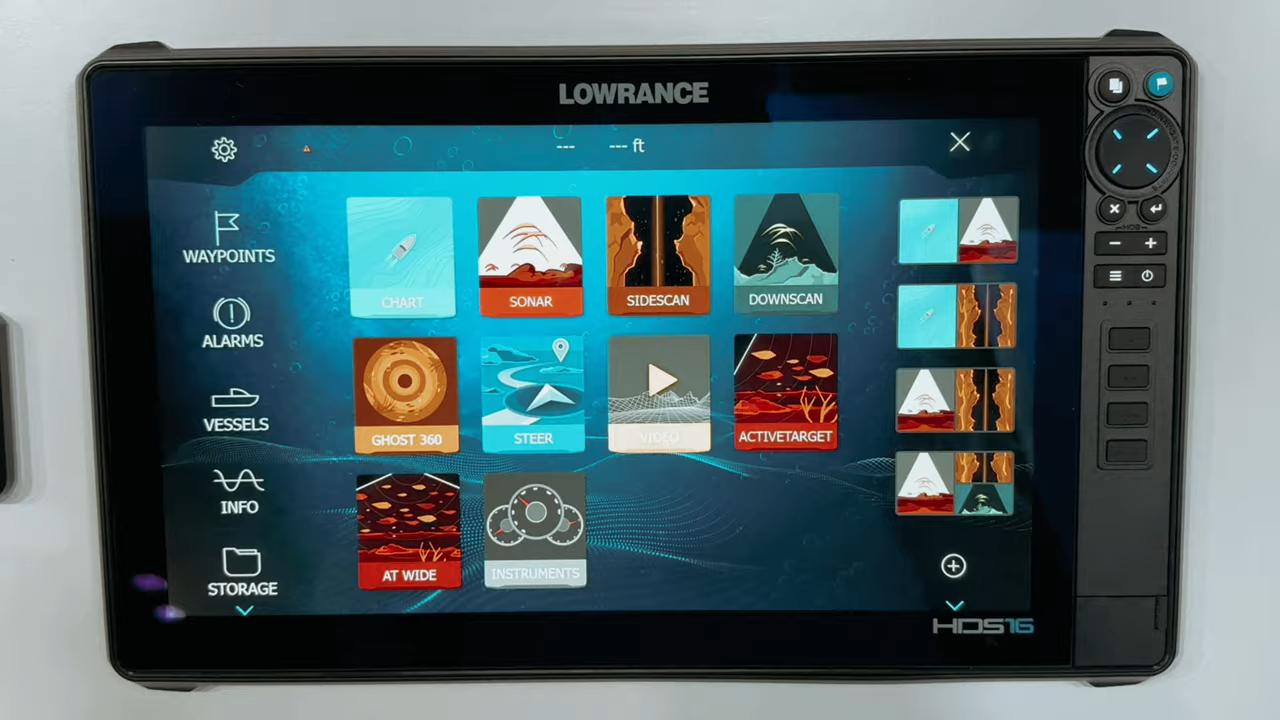 LOWRANCE
--- --- ft
WAYPOINTS
ALARMS
VESSELS
INFO
STORAGE
CHART
SONAR
SIDESCAN
DOWNSCAN
GHOST 360
STEER
VIDEO
ACTIVETARGET
AT WIDE
INSTRUMENTS
HDS16